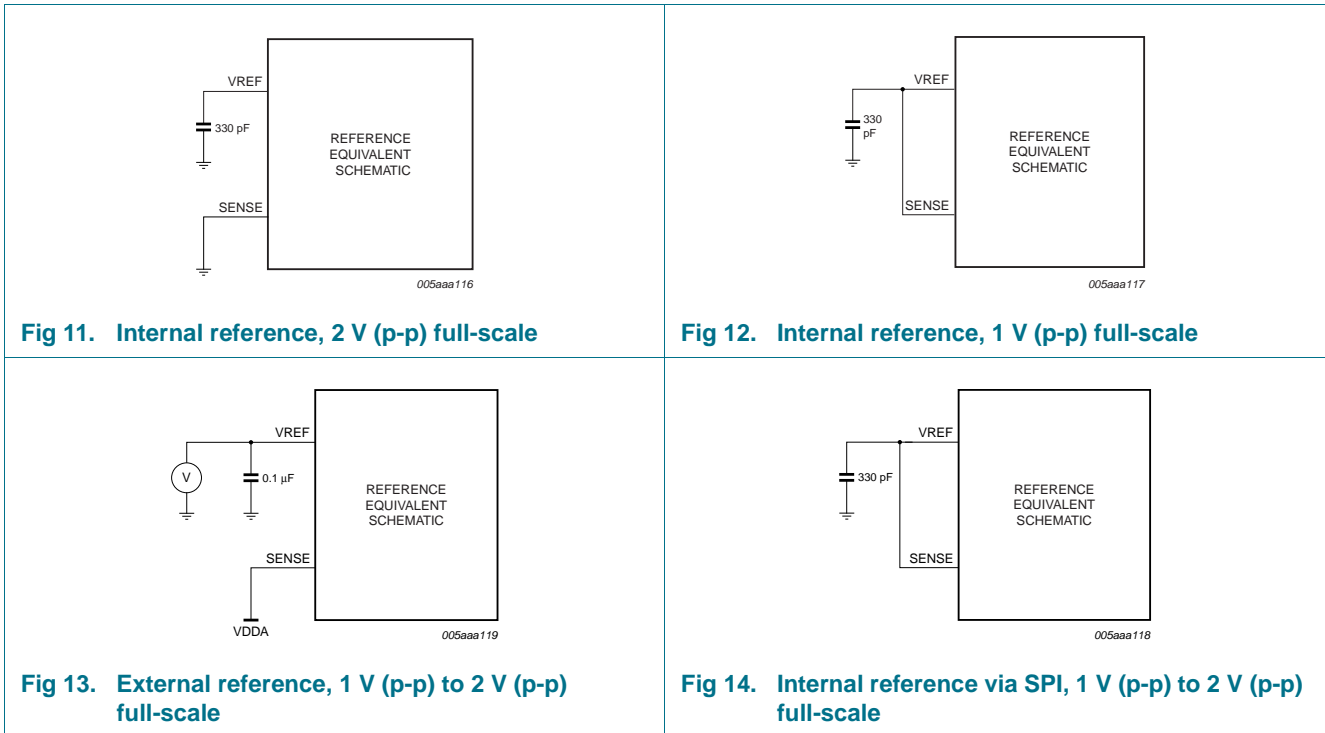 VREF
330 pF
REFERENCE
EQUIVALENT
SCHEMATIC
SENSE
005aaa116
Fig 11. Internal reference, 2 V (p-p) full-scale
VREF
330
pF
REFERENCE
EQUIVALENT
SCHEMATIC
SENSE
005aaa117
Fig 12. Internal reference, 1 V (p-p) full-scale
VREF
V
0.1 μF
REFERENCE
EQUIVALENT
SCHEMATIC
SENSE
VDDA
005aaa119
Fig 13. External reference, 1 V (p-p) to 2 V (p-p)
full-scale
VREF
330 pF
REFERENCE
EQUIVALENT
SCHEMATIC
SENSE
005aaa118
Fig 14. Internal reference via SPI, 1 V (p-p) to 2 V (p-p)
full-scale